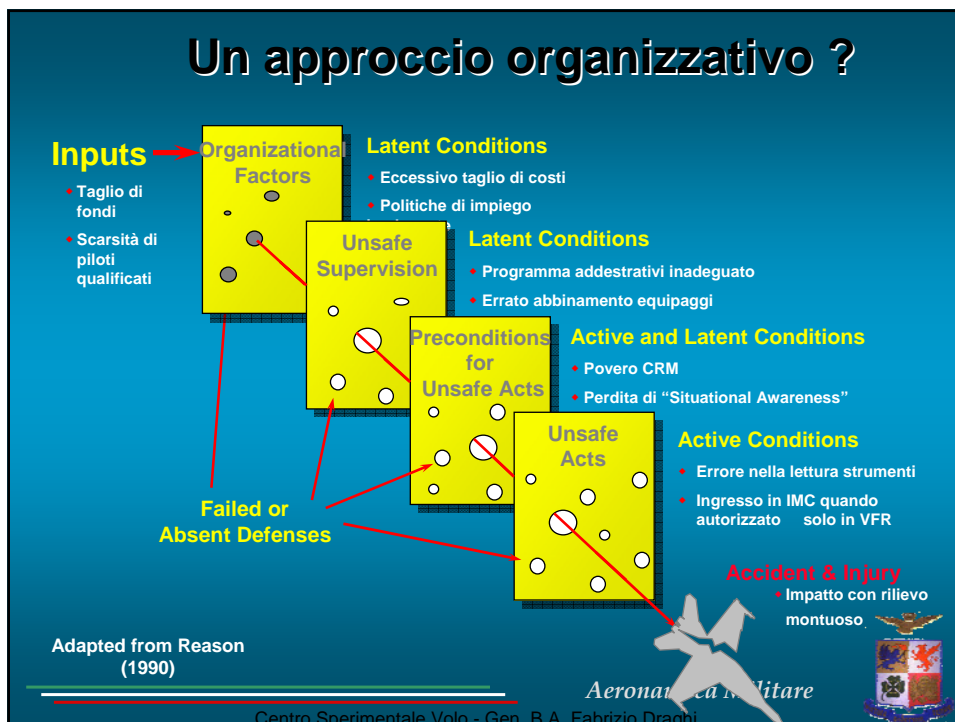 Un approccio organizzativo ?
Inputs
• Taglio di
fondi
• Scarsità di
piloti
qualificati
Organizational
Factors
Latent Conditions
• Eccessivo taglio di costi
• Politiche di impiego
Unsafe
Supervision
Latent Conditions
• Programma addestrativi inadeguato
• Errato abbinamento equipaggi
Preconditions
for
Unsafe Acts
Active and Latent Conditions
• Povero CRM
• Perdita di “Situational Awareness”
Unsafe
Acts
Active Conditions
• Errore nella lettura strumenti
• Ingresso in IMC quando
autorizzato solo in VFR
Failed or
Absent Defenses
Accident & Injury
• Impatto con rilievo
montuoso
Adapted from Reason
(1990)
Aeronautica Militare
Centro Sperimentale Volo - Gen. B.A. Fabrizio Draghi